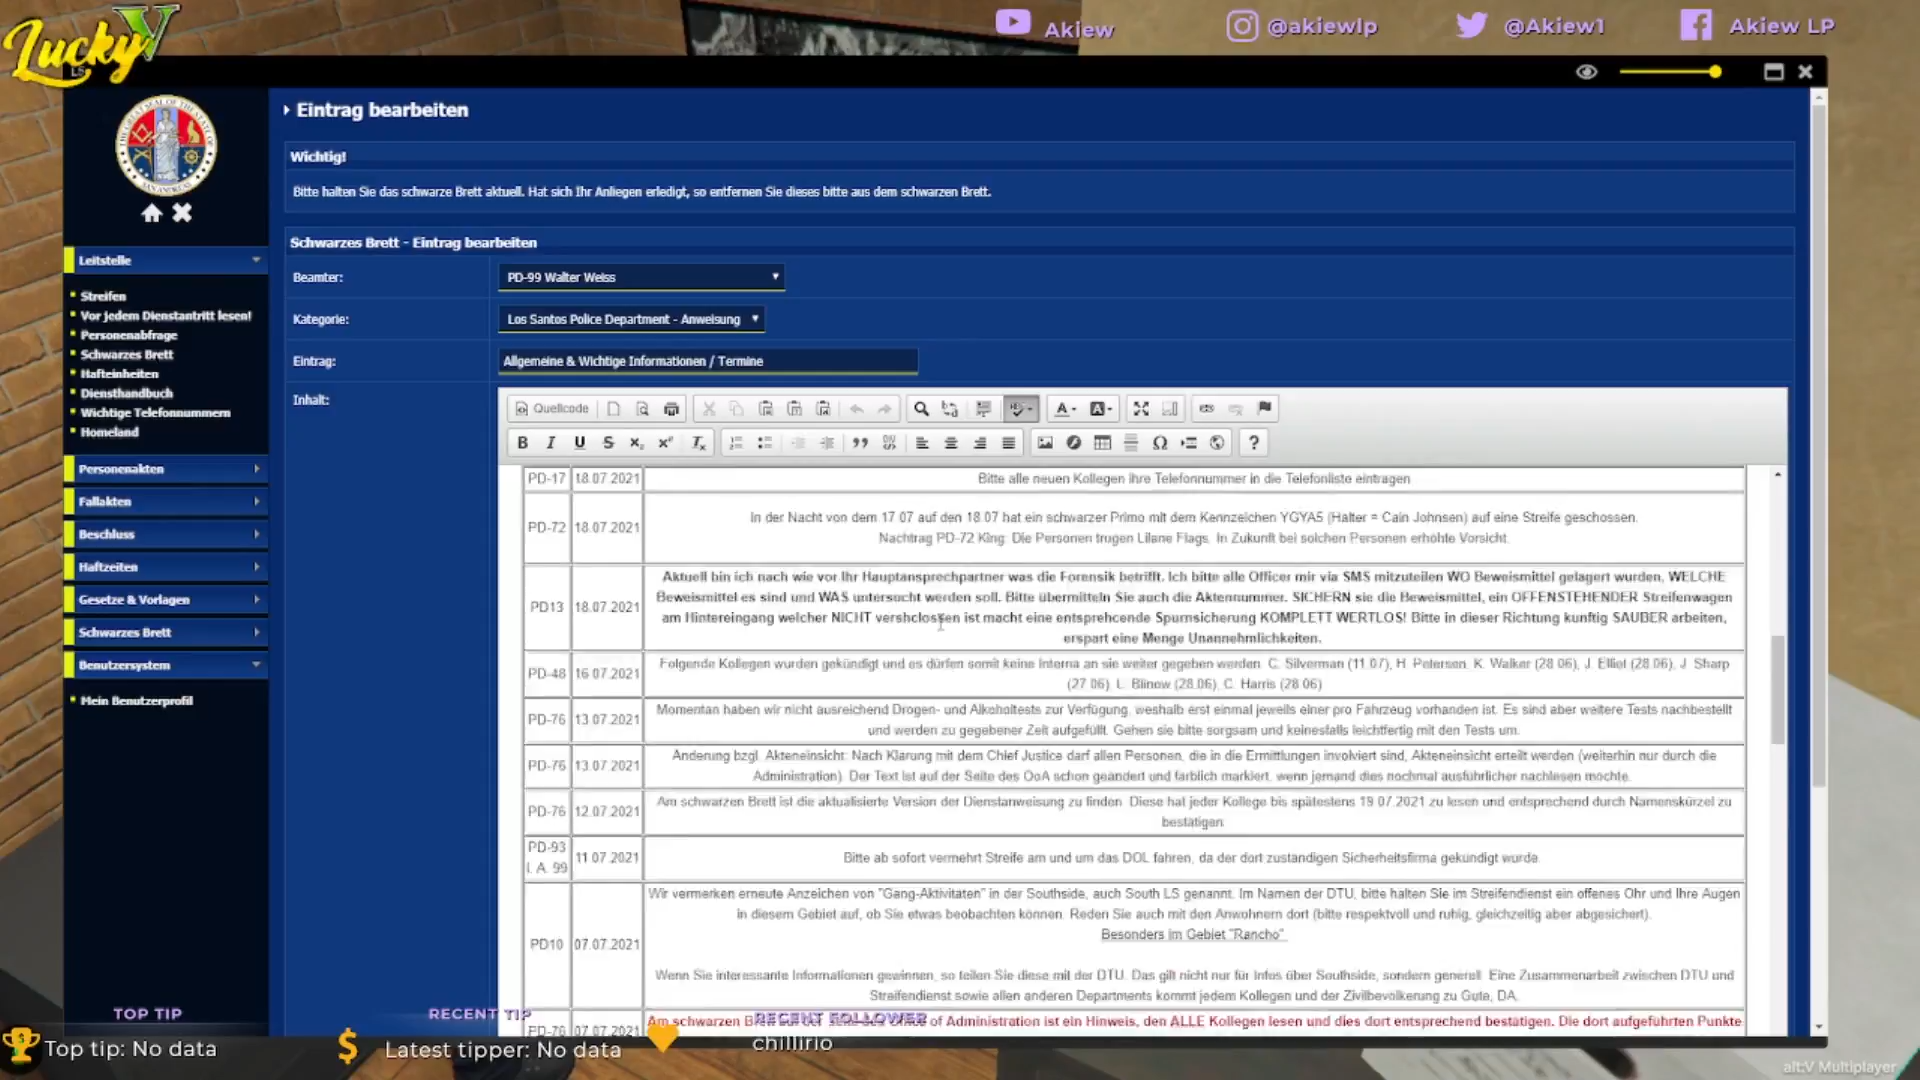 Lucky V
LS
Akiew
@akiewlp
@Akiew1
Akiew LP
THE GREAT SEAL OF THE STATE OF SAN ANDREAS
Eintrag bearbeiten
Wichtig!
Bitte halten Sie das schwarze Brett aktuell. Hat sich Ihr Anliegen erledigt, so entfernen Sie dieses bitte aus dem schwarzen Brett.
Schwarzes Brett - Eintrag bearbeiten
Beamter:
PD-99 Walter Weiss
Kategorie:
Los Santos Police Department - Anweisung
Eintrag:
Allgemeine & Wichtige Informationen / Termine
Inhalt:
Leitstelle
Streifen
Vor jedem Dienstantritt lesen!
Personenabfrage
Schwarzes Brett
Hafteinheiten
Diensthandbuch
Wichtige Telefonnummern
Homeland
Personenakten
Fallakten
Beschluss
Haftzeiten
Gesetze & Vorlagen
Schwarzes Brett
Benutzersystem
Mein Benutzerprofil
Quellcode
PD-17 18.07.2021 Bitte alle neuen Kollegen ihre Telefonnummer in die Telefonliste eintragen
PD-72 18.07.2021 In der Nacht von dem 17.07 auf den 18.07 hat ein schwarzer Primo mit dem Kennzeichen YGYA5 (Halter = Cain Johnsen) auf eine Streife geschossen.
Nachtrag PD-72 King: Die Personen trugen Lilane Flags. In Zukunft bei solchen Personen erhöhte Vorsicht.
PD13 18.07.2021 Aktuell bin ich nach wie vor Ihr Hauptansprechpartner was die Forensik betrifft. Ich bitte alle Officer mir via SMS mitzuteilen WO Beweismittel gelagert wurden, WELCHE
Beweismittel es sind und WAS untersucht werden soll. Bitte übermitteln Sie auch die Aktennummer. SICHERN sie die Beweismittel, ein OFFENSTEHENDER Streifenwagen
am Hintereingang welcher NICHT vershclossen ist macht eine entsprehcende Spurnsicherung KOMPLETT WERTLOS! Bitte in dieser Richtung kunftig SAUBER arbeiten,
erspart eine Menge Unannehmlichkeiten.
PD-48 16.07.2021 Folgende Kollegen wurden gekündigt und es dürfen somit keine Interna an sie weiter gegeben werden. C. Silverman (11.07), H. Petersen, K. Walker (28.06), J. Elliot (28.06), J. Sharp
(27.06), L. Blinow (28.06), C. Harris (28.06)
PD-76 13.07.2021 Momentan haben wir nicht ausreichend Drogen- und Alkoholtests zur Verfügung, weshalb erst einmal jeweils einer pro Fahrzeug vorhanden ist. Es sind aber weitere Tests nachbestellt
und werden zu gegebener Zeit aufgefüllt. Gehen sie bitte sorgsam und keinesfalls leichtfertig mit den Tests um.
PD-76 13.07.2021 Änderung bzgl. Akteneinsicht: Nach Klärung mit dem Chief Justice darf allen Personen, die in die Ermittlungen involviert sind, Akteneinsicht erteilt werden (weiterhin nur durch die
Administration). Der Text ist auf der Seite des OoA schon geändert und farblich markiert, wenn jemand dies nochmal ausführlicher nachlesen möchte.
PD-76 12.07.2021 Am schwarzen Brett ist die aktualisierte Version der Dienstanweisung zu finden. Diese hat jeder Kollege bis spätestens 19.07.2021 zu lesen und entsprechend durch Namenskürzel zu
bestätigen.
PD-93 I. A. 99 11.07.2021 Bitte ab sofort vermehrt Streife am und um das DOL fahren, da der dort zuständigen Sicherheitsfirma gekündigt wurde.
PD10 07.07.2021 Wir vermerken erneute Anzeichen von "Gang-Aktivitäten" in der Southside, auch South LS genannt. Im Namen der DTU, bitte halten Sie im Streifendienst ein offenes Ohr und Ihre Augen
in diesem Gebiet auf, ob Sie etwas beobachten können. Reden Sie auch mit den Anwohnern dort (bitte respektvoll und ruhig, gleichzeitig aber abgesichert).
Besonders im Gebiet "Rancho".
Wenn Sie interessante Informationen gewinnen, so teilen Sie diese mit der DTU. Das gilt nicht nur für Infos über Southside, sondern generell. Eine Zusammenarbeit zwischen DTU und
Streifendienst sowie allen anderen Departments kommt jedem Kollegen und der Zivilbevölkerung zu Gute, DA.
PD-76 07.07.2021 Am schwarzen of Administration ist ein Hinweis, den ALLE Kollegen lesen und dies dort entsprechend bestätigen. Die dort aufgeführten Punkte
TOP TIP
Top tip: No data
RECENT TIP
Latest tipper: No data
RECENT FOLLOWER
chillirio
alt:V Multiplayer